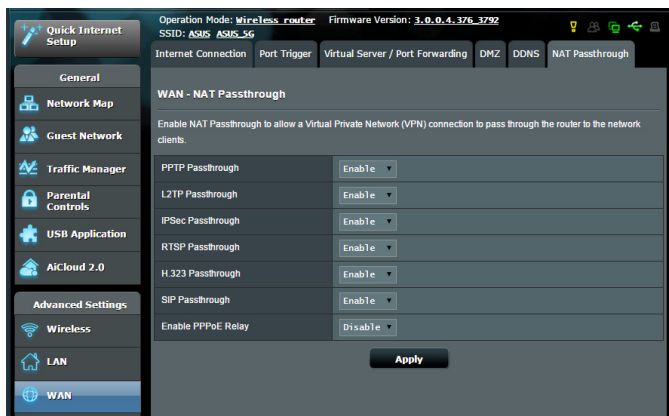 Quick Internet
Setup
Operation Mode: Wireless router Firmware Version: 3.0.0.4.376_3792
SSID: ASUS ASUS_5G
Internet Connection Port Trigger Virtual Server / Port Forwarding DMZ DDNS NAT Passthrough
General
Network Map
Guest Network
Traffic Manager
Parental
Controls
USB Application
AiCloud 2.0
Advanced Settings
Wireless
LAN
WAN
WAN - NAT Passthrough
Enable NAT Passthrough to allow a Virtual Private Network (VPN) connection to pass through the router to the network
clients.
PPTP Passthrough Enable
L2TP Passthrough Enable
IPSec Passthrough Enable
RTSP Passthrough Enable
H.323 Passthrough Enable
SIP Passthrough Enable
Enable PPPoE Relay Disable
Apply